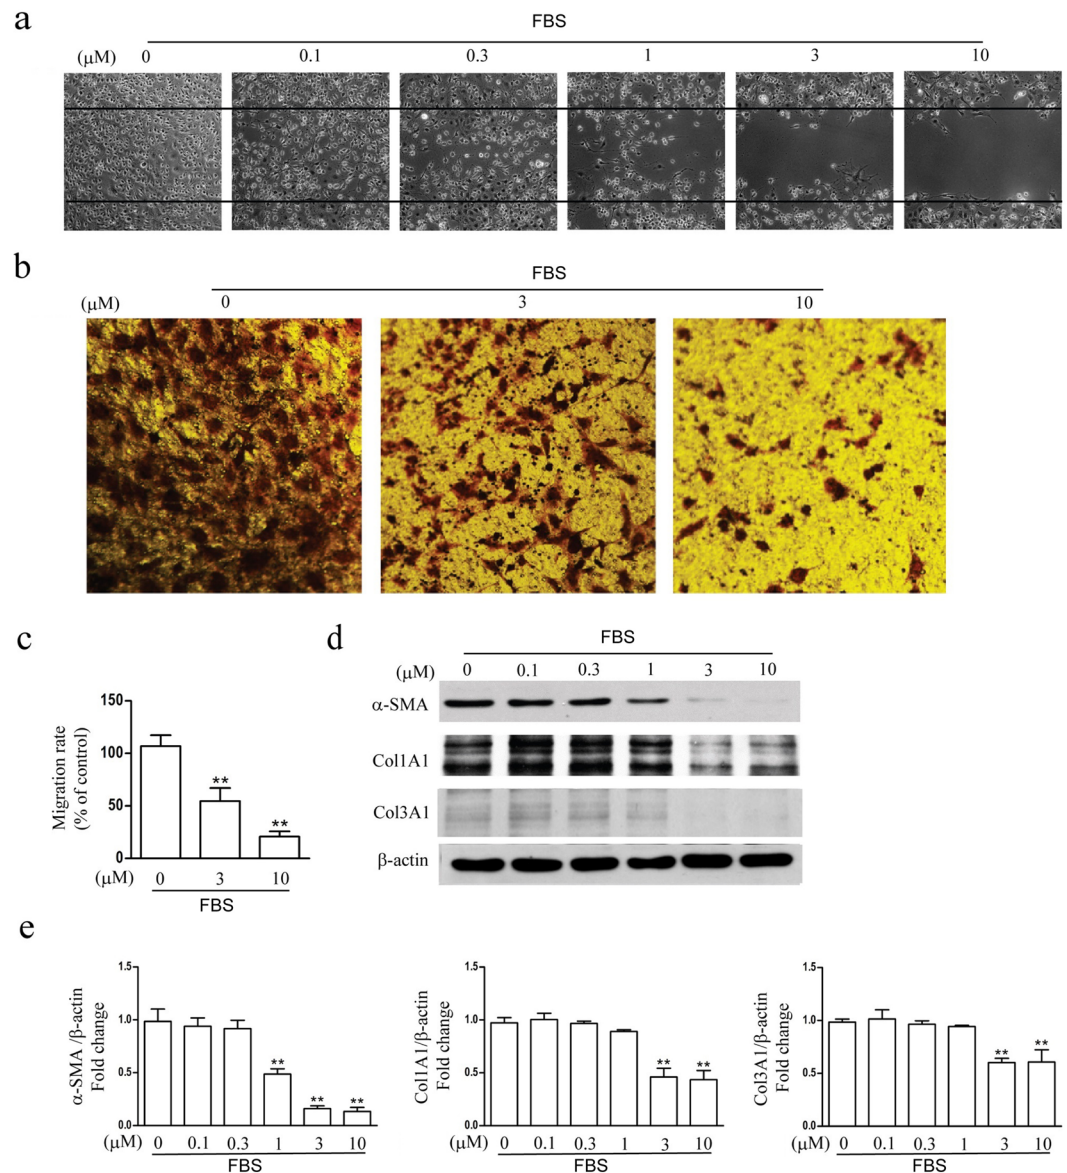 a
FBS
(μM) 0 0.1 0.3 1 3 10
b
FBS
(μM) 0 3 10
c
Migration rate
(% of control)
150
100
50
0
** **
(μM) 0 3 10
FBS
d
FBS
(μM) 0 0.1 0.3 1 3 10
α-SMA
Col1A1
Col3A1
β-actin
e
α-SMA /β-actin
Fold change
1.5
1.0
0.5
0.0
** ** **
(μM) 0 0.1 0.3 1 3 10
FBS
Col1A1/β-actin
Fold change
1.5
1.0
0.5
0.0
** **
(μM) 0 0.1 0.3 1 3 10
FBS
Col3A1/β-actin
Fold change
1.5
1.0
0.5
0.0
** **
(μM) 0 0.1 0.3 1 3 10
FBS